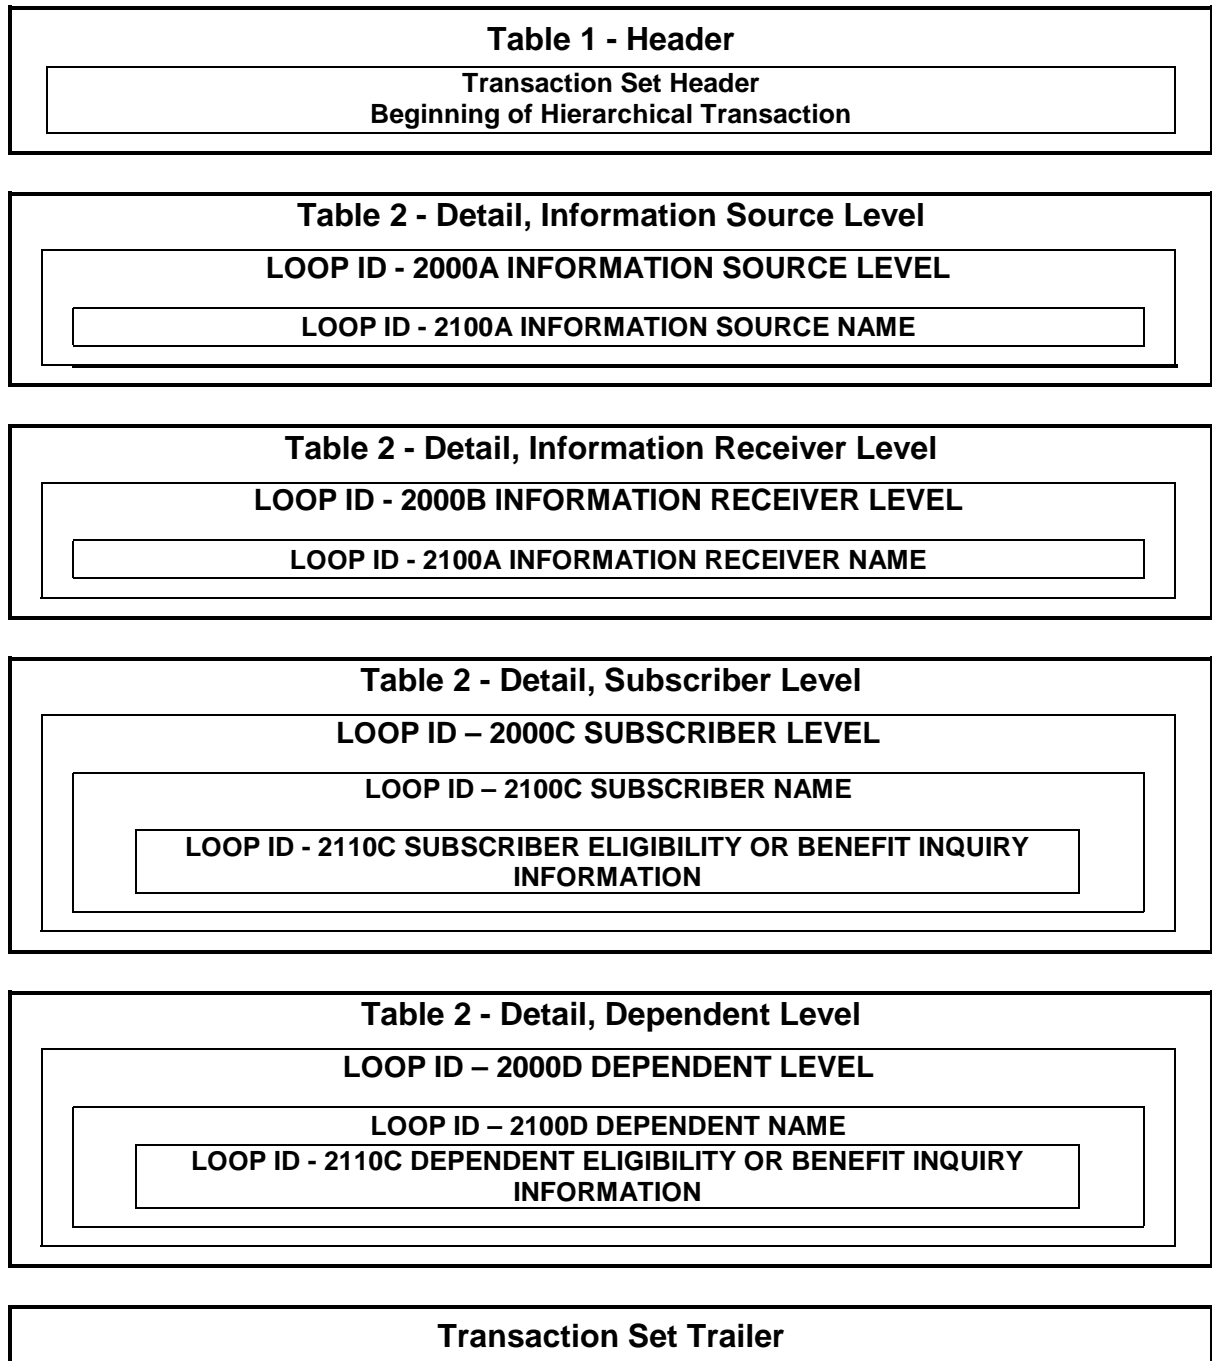 Table 1 - Header
Transaction Set Header
Beginning of Hierarchical Transaction
Table 2 - Detail, Information Source Level
LOOP ID - 2000A INFORMATION SOURCE LEVEL
LOOP ID - 2100A INFORMATION SOURCE NAME
Table 2 - Detail, Information Receiver Level
LOOP ID - 2000B INFORMATION RECEIVER LEVEL
LOOP ID - 2100A INFORMATION RECEIVER NAME
Table 2 - Detail, Subscriber Level
LOOP ID – 2000C SUBSCRIBER LEVEL
LOOP ID – 2100C SUBSCRIBER NAME
LOOP ID - 2110C SUBSCRIBER ELIGIBILITY OR BENEFIT INQUIRY
INFORMATION
Table 2 - Detail, Dependent Level
LOOP ID – 2000D DEPENDENT LEVEL
LOOP ID – 2100D DEPENDENT NAME
LOOP ID - 2110C DEPENDENT ELIGIBILITY OR BENEFIT INQUIRY
INFORMATION
Transaction Set Trailer